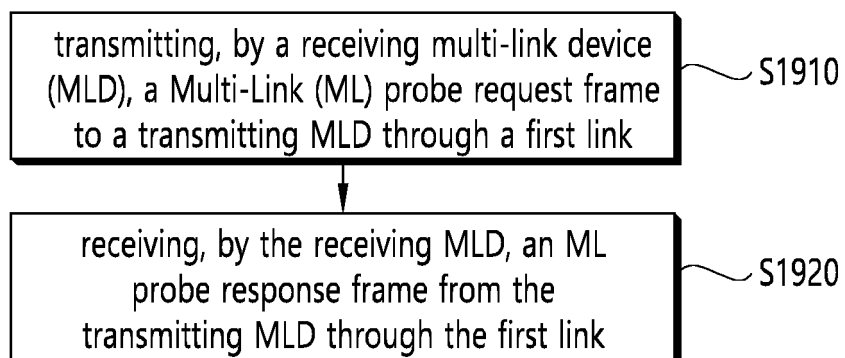 transmitting, by a receiving multi-link device
(MLD), a Multi-Link (ML) probe request frame
to a transmitting MLD through a first link
S1910
receiving, by the receiving MLD, an ML
probe response frame from the
transmitting MLD through the first link
S1920